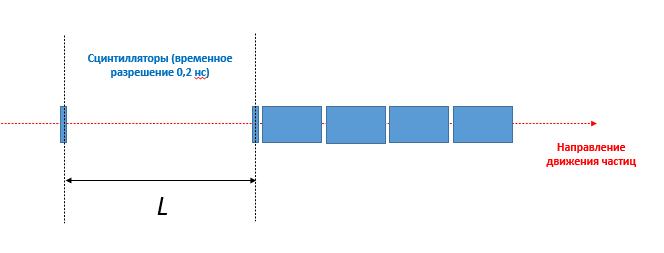 Сцинтилляторы (временное
разрешение 0,2 нс)
Направление
движения частиц
L